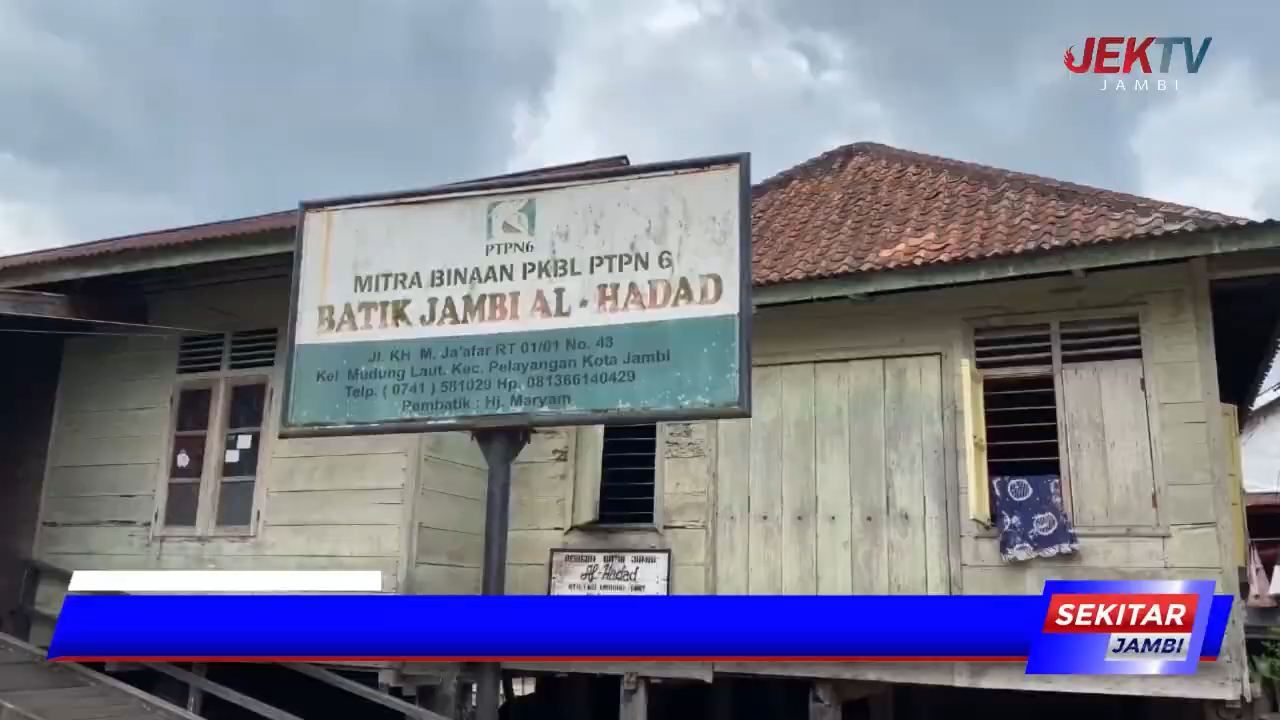 JEKTV
JAMBI
PTPN6
MITRA BINAAN PKBL PTPN 6
BATIK JAMBI AL - HADAD
Jl. KH M. Ja'afar RT 01/01 No. 43
Kel Mudung Laut. Kec. Pelayangan Kota Jambi
Telp. ( 0741 ) 581029 Hp. 081366140429
Pembatik : Hj. Maryam
BATIK JAMBI
Al-Hadad
SEKITAR
JAMBI